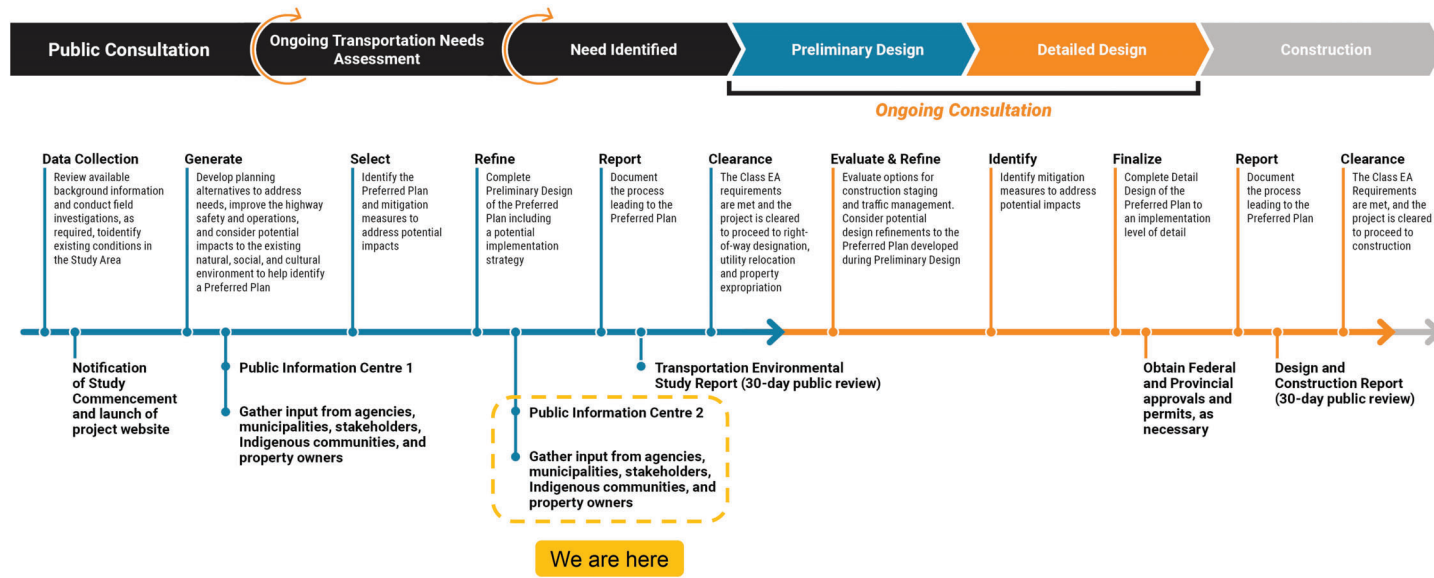 Public Consultation
Ongoing Transportation Needs
Assessment
Need Identified
Preliminary Design
Detailed Design
Construction
Ongoing Consultation
Data Collection
Review available
background information
and conduct field
investigations, as
required, toidentify
existing conditions in
the Study Area
Generate
Develop planning
alternatives to address
needs, improve the highway
safety and operations,
and consider potential
impacts to the existing
natural, social, and cultural
environment to help identify
a Preferred Plan
Select
Identify the
Preferred Plan
and mitigation
measures to
address potential
impacts
Refine
Complete
Preliminary Design
of the Preferred
Plan including
a potential
implementation
strategy
Report
Document
the process
leading to the
Preferred Plan
Clearance
The Class EA
requirements
are met and the
project is cleared
to proceed to right-
of-way designation,
utility relocation
and property
expropriation
Evaluate & Refine
Evaluate options for
construction staging
and traffic management.
Consider potential
design refinements to the
Preferred Plan developed
during Preliminary Design
Identify
Identify mitigation
measures to address
potential impacts
Finalize
Complete Detail
Design of the
Preferred Plan to
an implementation
level of detail
Report
Document
the process
leading to the
Preferred Plan
Clearance
The Class EA
Requirements
are met, and the
project is cleared
to proceed to
construction
Notification
of Study
Commencement
and launch of
project website
Public Information Centre 1
Gather input from agencies,
municipalities, stakeholders,
Indigenous communities, and
property owners
Public Information Centre 2
Gather input from agencies,
municipalities, stakeholders,
Indigenous communities, and
property owners
We are here
Transportation Environmental
Study Report (30-day public review)
Obtain Federal
and Provincial
approvals and
permits, as
necessary
Design and
Construction Report
(30-day public review)